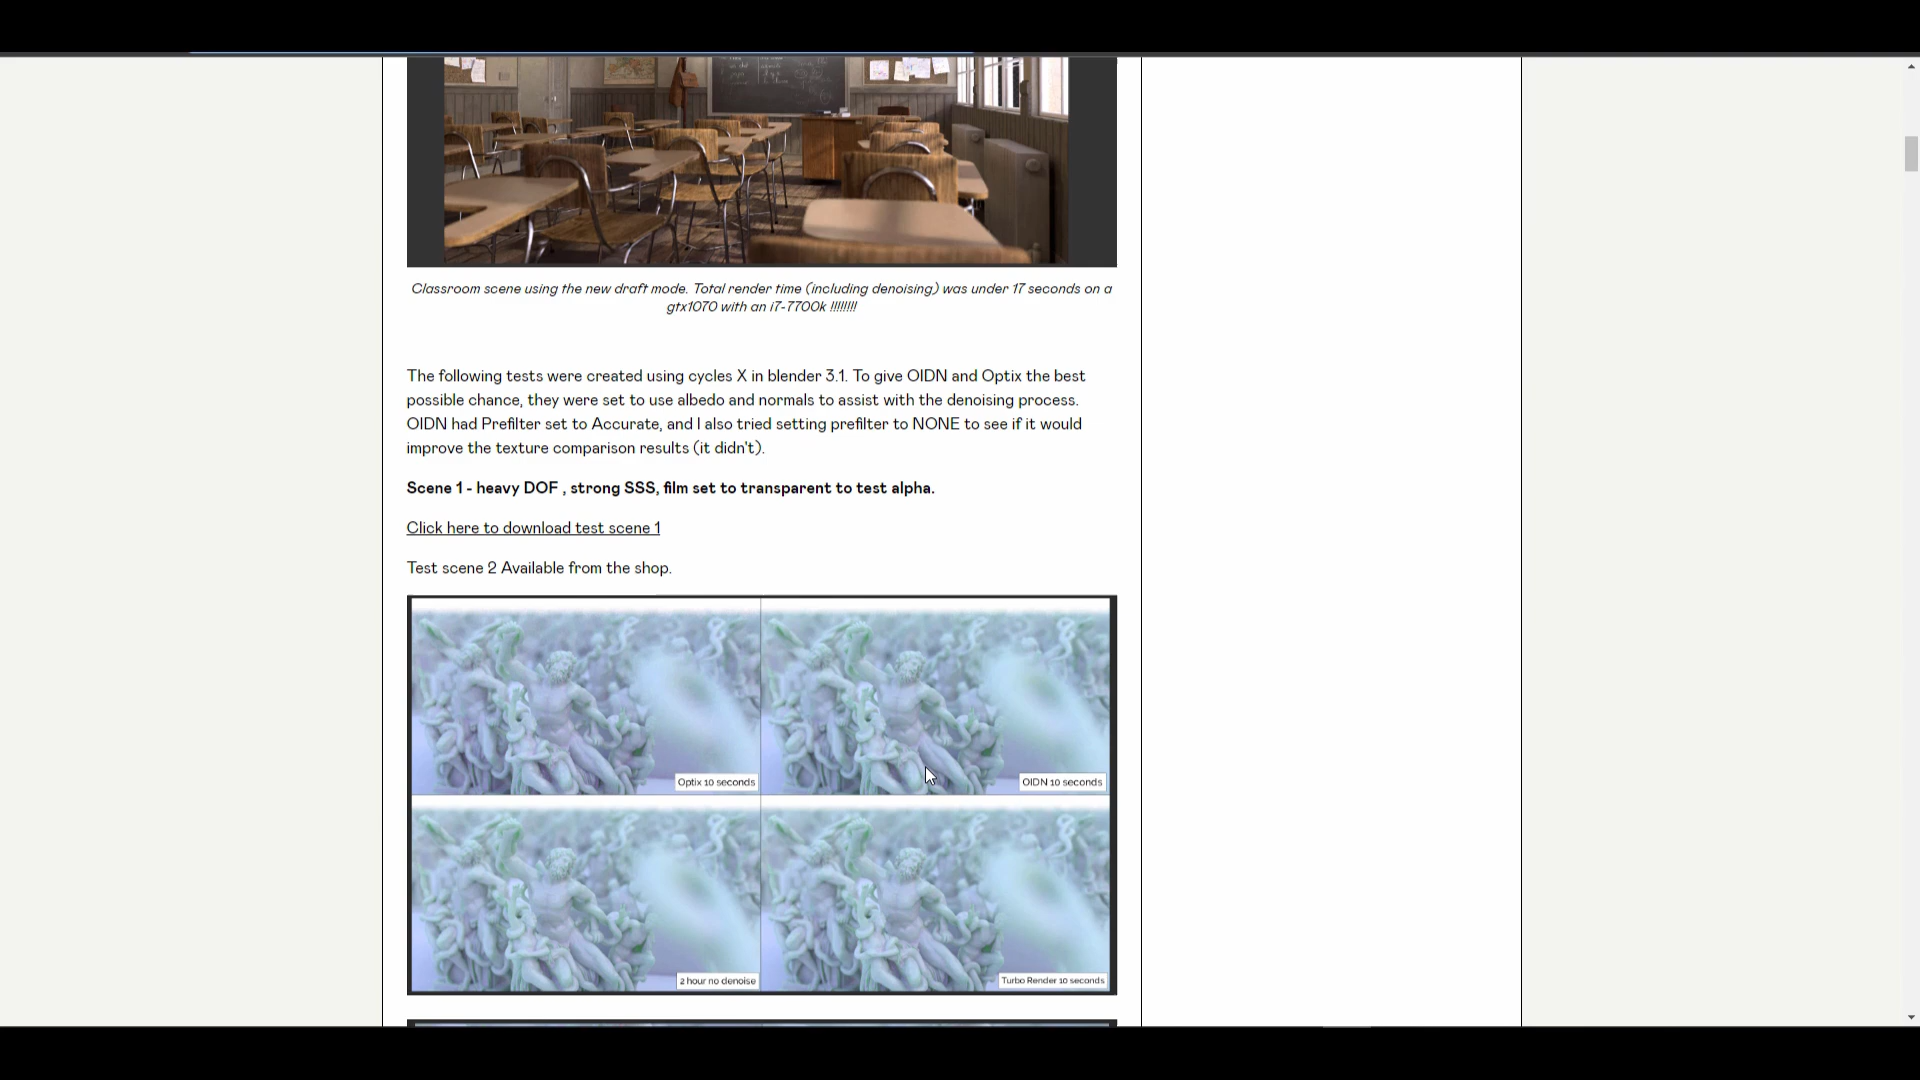 Classroom scene using the new draft mode. Total render time (including denoising) was under 17 seconds on a
gtx1070 with an i7-7700k !!!!!!!!
The following tests were created using cycles X in blender 3.1. To give OIDN and Optix the best
possible chance, they were set to use albedo and normals to assist with the denoising process.
OIDN had Prefilter set to Accurate, and I also tried setting prefilter to NONE to see if it would
improve the texture comparison results (it didn't).
Scene 1 - heavy DOF , strong SSS, film set to transparent to test alpha.
Click here to download test scene 1
Test scene 2 Available from the shop.
Optix 10 seconds
OIDN 10 seconds
2 hour no denoise
Turbo Render 10 seconds